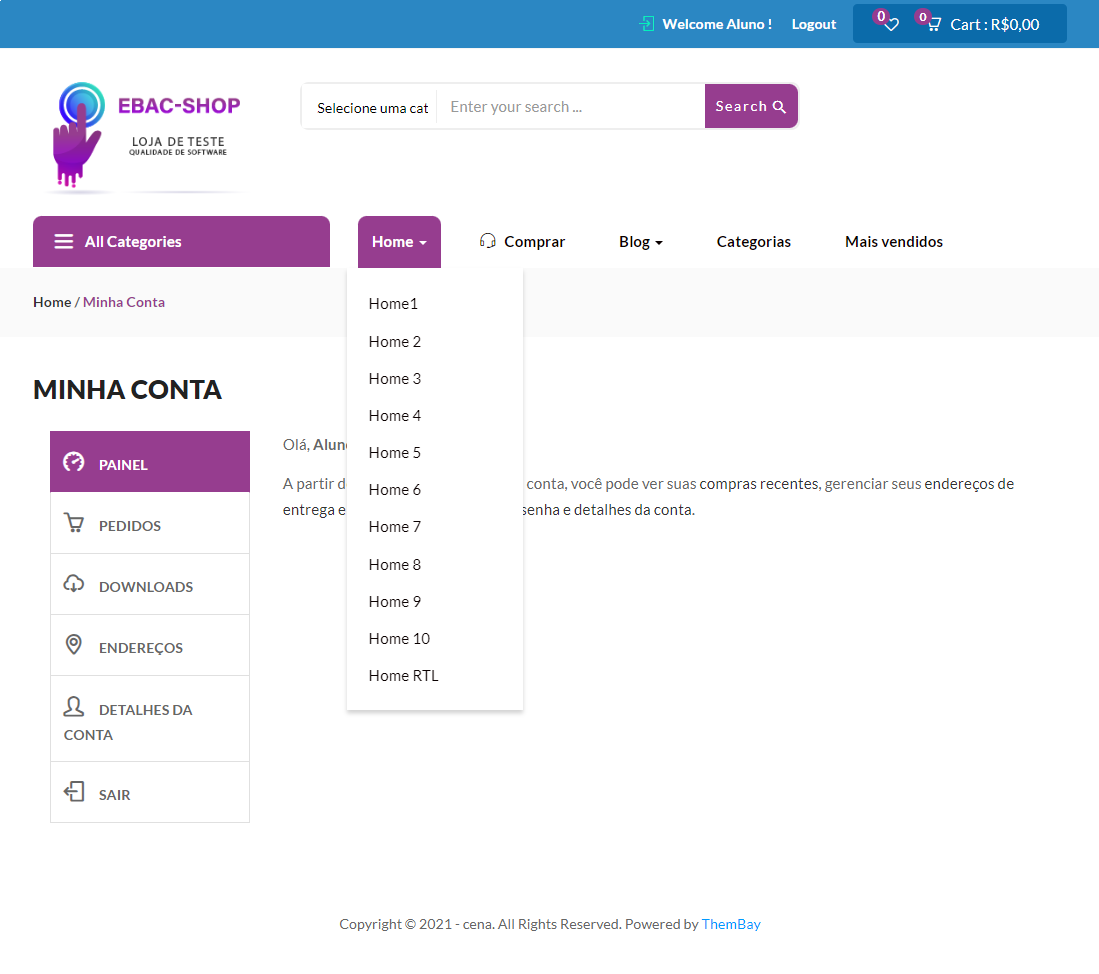 Welcome Aluno ! Logout 0 0 Cart : R$0,00
EBAC-SHOP
LOJA DE TESTE
QUALIDADE DE SOFTWARE
Selecione uma cat Enter your search ... Search
All Categories Home Comprar Blog Categorias Mais vendidos
Home / Minha Conta
Home1
Home 2
Home 3
Home 4
Home 5
Home 6
Home 7
Home 8
Home 9
Home 10
Home RTL
MINHA CONTA
PAINEL
PEDIDOS
DOWNLOADS
ENDEREÇOS
DETALHES DA
CONTA
SAIR
Olá,
A partir conta, você pode ver suas compras recentes, gerenciar seus endereços de
entrega e senha e detalhes da conta.
Copyright © 2021 - cena. All Rights Reserved. Powered by ThemBay